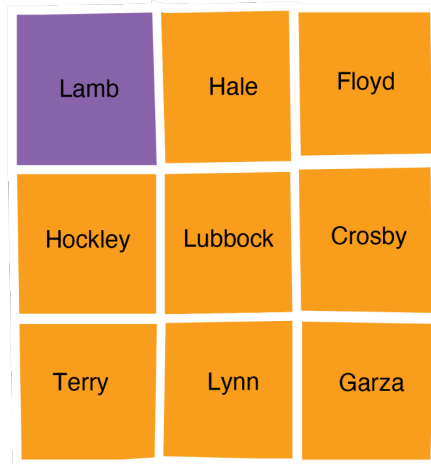 Lamb
Hale
Floyd
Hockley
Lubbock
Crosby
Terry
Lynn
Garza